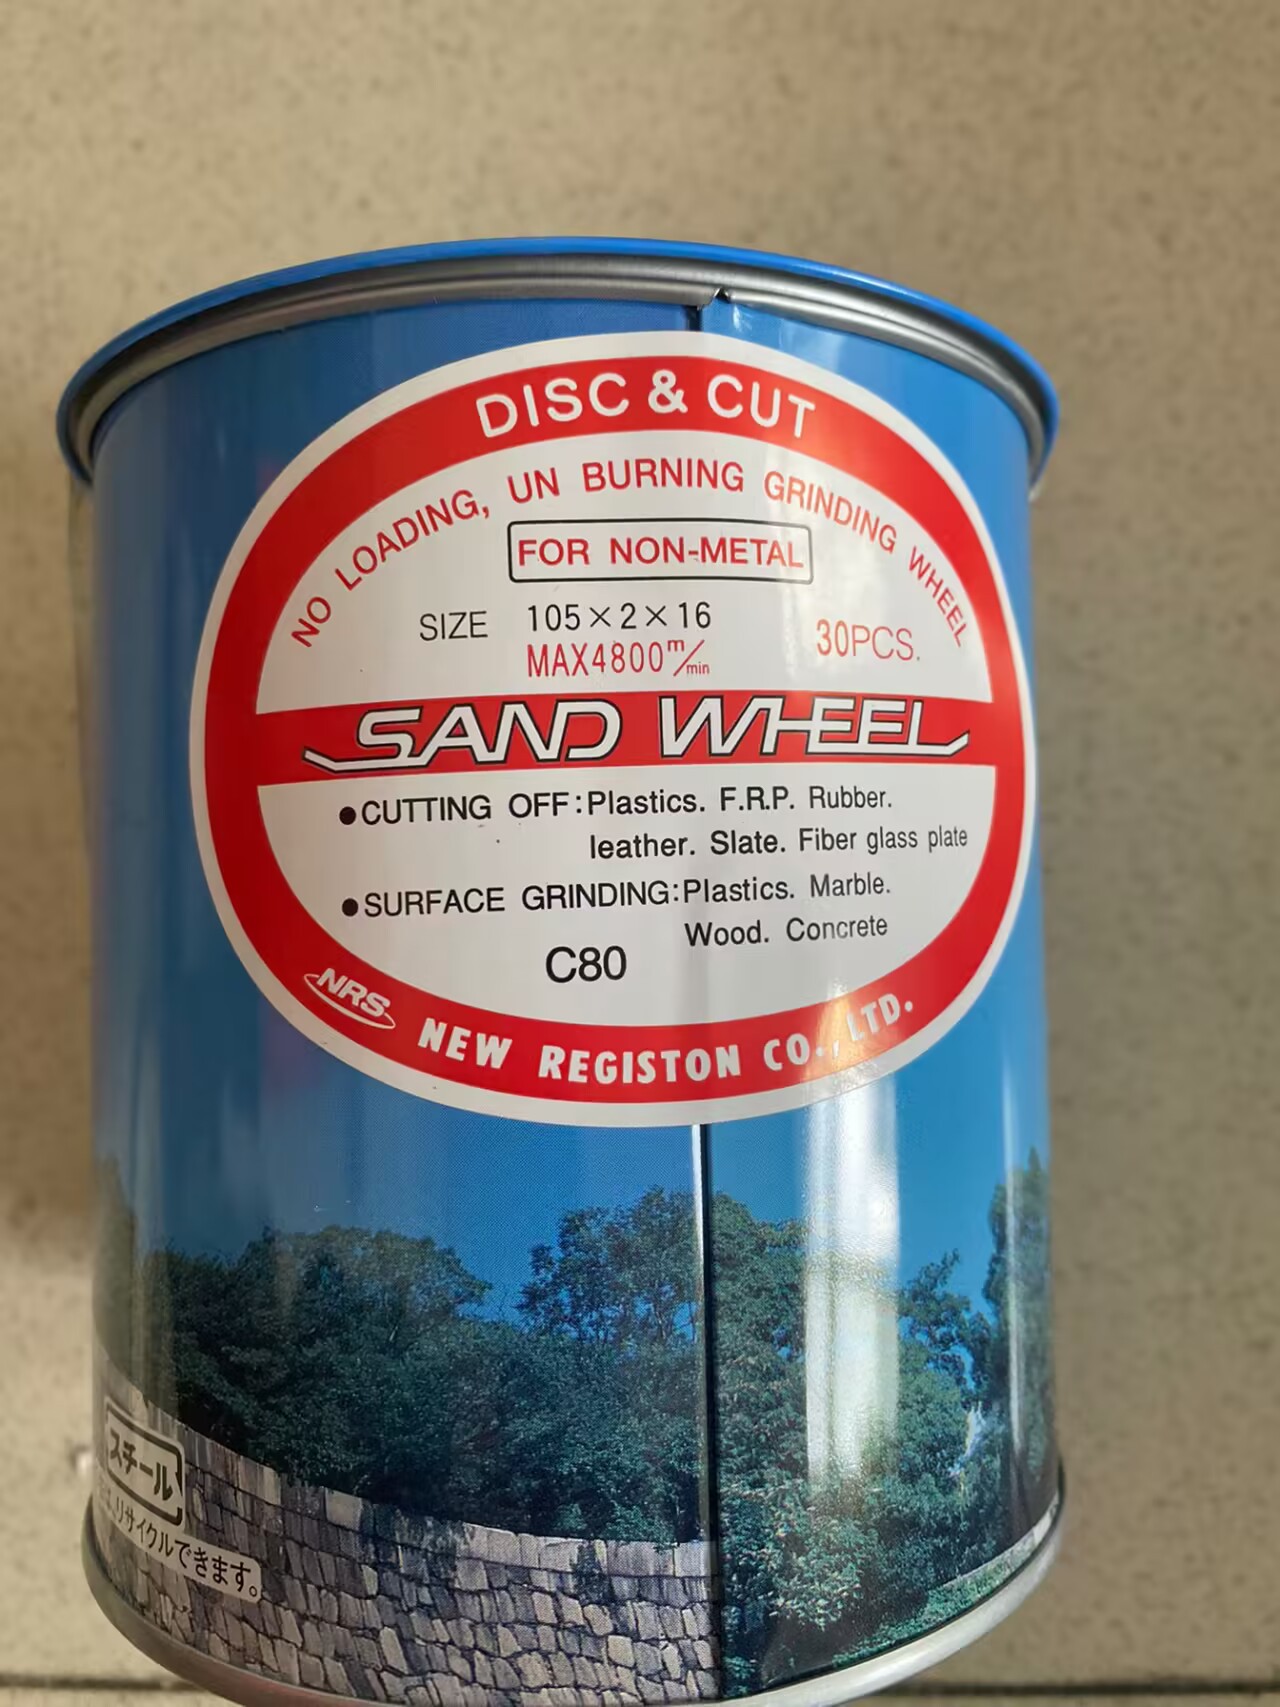 DISC & CUT
NO LOADING, UN BURNING GRINDING WHEEL
FOR NON-METAL
SIZE 105×2×16
MAX4800m/min
30PCS.
SAND WHEEL
●CUTTING OFF:Plastics. F.R.P. Rubber.
leather. Slate. Fiber glass plate
●SURFACE GRINDING:Plastics. Marble.
Wood. Concrete
C80
NRS NEW REGISTON CO., LTD.
スチール
リサイクルできます。